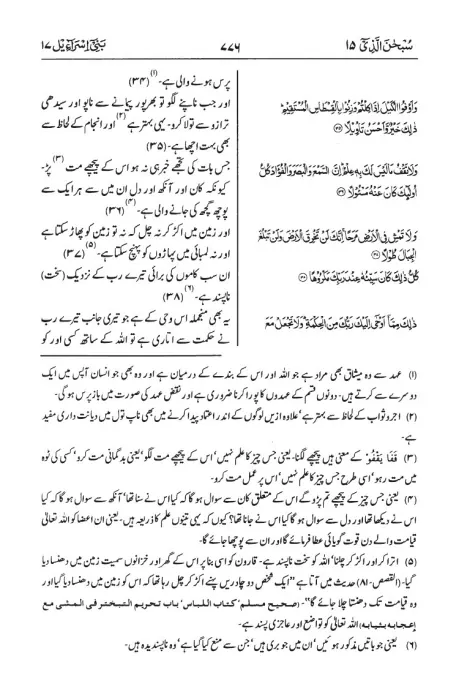 سُبْحٰنَ الَّذِیْۤ ۱۵
۷۷۶
بَنِیْۤ اِسْرَآءِیْل ۱۷
وَاَوْفُوا الْكَيْلَ اِذَا كِلْتُمْ وَزِنُوْا بِالْقِسْطَاسِ الْمُسْتَقِيْمِ
ذٰلِكَ خَيْرٌ وَّاَحْسَنُ تَاْوِيْلًا ۝
وَلَا تَقْفُ مَا لَيْسَ لَكَ بِهٖ عِلْمٌ اِنَّ السَّمْعَ وَالْبَصَرَ وَالْفُؤَادَ كُلُّ
اُولٰٓئِكَ كَانَ عَنْهُ مَسْئُوْلًا ۝
وَلَا تَمْشِ فِي الْاَرْضِ مَرَحًا اِنَّكَ لَنْ تَخْرِقَ الْاَرْضَ وَلَنْ تَبْلُغَ
الْجِبَالَ طُوْلًا ۝
كُلُّ ذٰلِكَ كَانَ سَيِّئُهٗ عِنْدَ رَبِّكَ مَكْرُوْهًا ۝
ذٰلِكَ مِمَّاۤ اَوْحٰۤى اِلَيْكَ رَبُّكَ مِنَ الْحِكْمَةِ وَلَا تَجْعَلْ مَعَ
پرس ہونے والی ہے۔ (۱) (۳۴)
اور جب ناپنے لگو تو بھرپور پیمانے سے ناپو اور سیدھی
ترازو سے تولا کرو۔ یہی بہتر ہے (۲) اور انجام کے لحاظ سے
بھی بہت اچھا ہے۔ (۳۵)
جس بات کی تجھے خبر ہی نہ ہو اس کے پیچھے مت (۳) پڑ۔
کیونکہ کان اور آنکھ اور دل ان میں سے ہر ایک سے
پوچھ گچھ کی جانے والی ہے۔ (۴) (۳۶)
اور زمین میں اکڑ کر نہ چل کہ نہ تو زمین کو پھاڑ سکتا ہے
اور نہ لمبائی میں پہاڑوں کو پہنچ سکتا ہے۔ (۵) (۳۷)
ان سب کاموں کی برائی تیرے رب کے نزدیک (سخت)
ناپسند ہے۔ (۶) (۳۸)
یہ بھی منجملہ اس وحی کے ہے جو تیری جانب تیرے رب
نے حکمت سے اتاری ہے تو اللہ کے ساتھ کسی اور کو
(۱) عہد سے وہ میثاق بھی مراد ہے جو اللہ اور اس کے بندے کے درمیان ہے اور وہ بھی جو انسان آپس میں ایک
دوسرے سے کرتے ہیں۔ دونوں قسم کے عہدوں کا پورا کرنا ضروری ہے اور نقض عہد کی صورت میں باز پرس ہوگی۔
(۲) اجر و ثواب کے لحاظ سے بہتر ہے، علاوہ ازیں لوگوں کے اندر اعتماد پیدا کرنے میں بھی ناپ تول میں دیانت داری مفید
ہے۔
(۳) قَفَا يَقْفُوْ کے معنی ہیں پیچھے لگنا۔ یعنی جس چیز کا علم نہیں، اس کے پیچھے مت لگو، یعنی بدگمانی مت کرو، کسی کی ٹوہ
میں مت رہو، اسی طرح جس چیز کا علم نہیں، اس پر عمل مت کرو۔
(۴) یعنی جس چیز کے پیچھے تم پڑو گے اس کے متعلق کان سے سوال ہو گا کہ کیا اس نے سنا تھا، آنکھ سے سوال ہو گا کہ کیا
اس نے دیکھا تھا اور دل سے سوال ہو گا کہ کیا اس نے جانا تھا؟ کیوں کہ یہی تینوں علم کا ذریعہ ہیں۔ یعنی ان اعضا کو اللہ تعالیٰ
قیامت والے دن قوت گویائی عطا فرمائے گا اور ان سے پوچھا جائے گا۔
(۵) اترا کر اور اکڑ کر چلنا، اللہ کو سخت ناپسند ہے۔ قارون کو اسی بنا پر اس کے گھر اور خزانوں سمیت زمین میں دھنسا دیا
گیا۔ (القصص۔۸۱) حدیث میں آتا ہے "ایک شخص دو چادریں پہنے اکڑ کر چل رہا تھا کہ اس کو زمین میں دھنسا دیا گیا اور
وہ قیامت تک دھنستا چلا جائے گا"۔ (صحیح مسلم، کتاب اللباس، باب تحریم التبختر فی المشی مع
إعجابه بثیابه) اللہ تعالیٰ کو تواضع اور عاجزی پسند ہے۔
(۶) یعنی جو باتیں مذکور ہوئیں، ان میں جو بری ہیں، جن سے منع کیا گیا ہے، وہ ناپسندیدہ ہیں۔